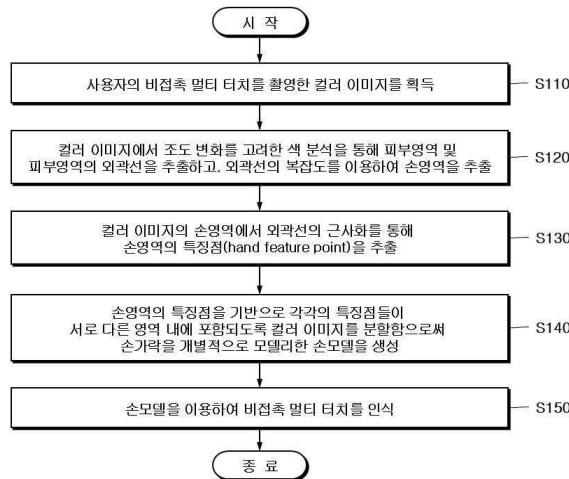 시 작
사용자의 비접촉 멀티 터치를 촬영한 컬러 이미지를 획득
S110
컬러 이미지에서 조도 변화를 고려한 색 분석을 통해 피부영역 및
피부영역의 외곽선을 추출하고, 외곽선의 복잡도를 이용하여 손영역을 추출
S120
컬러 이미지의 손영역에서 외곽선의 근사화를 통해
손영역의 특징점(hand feature point)을 추출
S130
손영역의 특징점을 기반으로 각각의 특징점들이
서로 다른 영역 내에 포함되도록 컬러 이미지를 분할함으로써
손가락을 개별적으로 모델리한 손모델을 생성
S140
손모델을 이용하여 비접촉 멀티 터치를 인식
S150
종 료